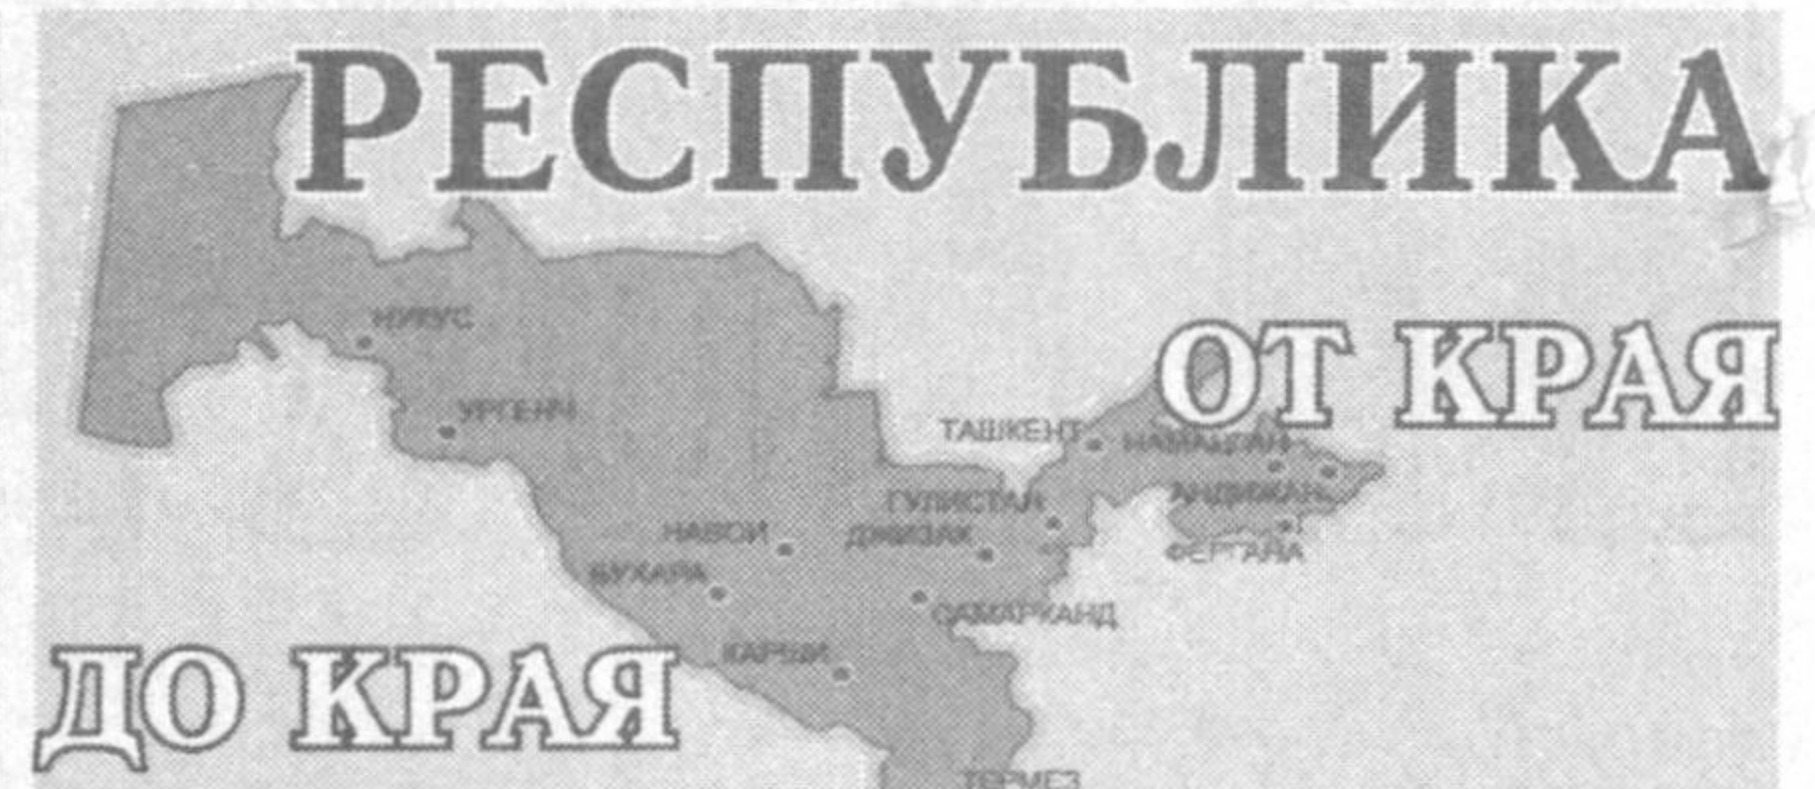 РЕСПУБЛИКА
ОТ КРАЯ
ДО КРАЯ
НУКУС
УРГЕНЧ
ТАШКЕНТ
НАМАНГАН
АНДИЖАН
ГУЛИСТАН
НАВОИ
ДЖИЗАК
ФЕРГАНА
БУХАРА
САМАРКАНД
КАРШИ
ТЕРМЕЗ